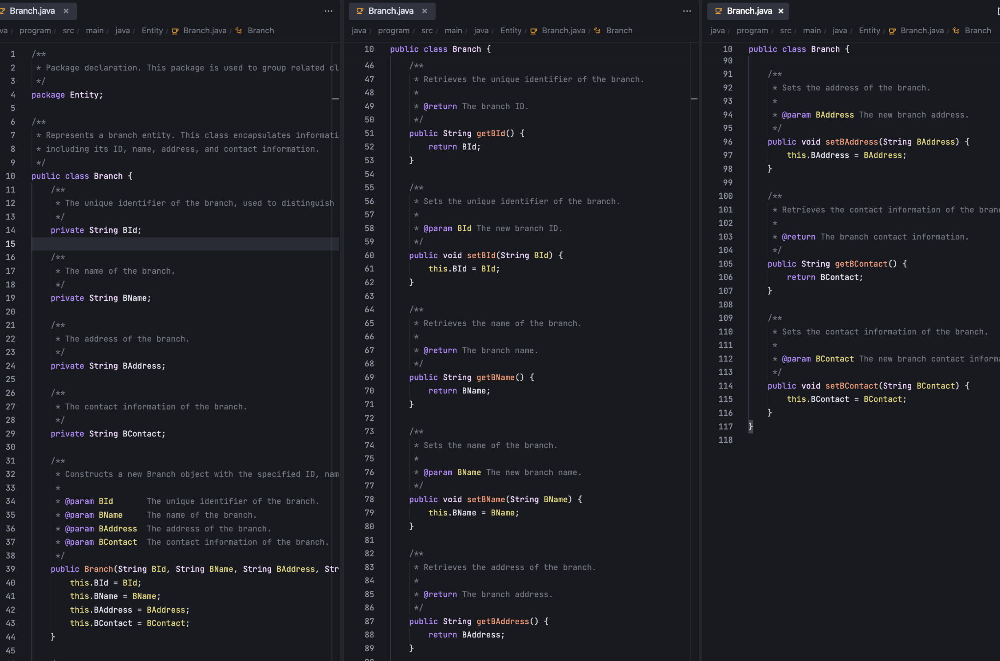 Branch.java ×
va / program / src / main / java / Entity / Branch.java / Branch
1 /**
2 * Package declaration. This package is used to group related cl
3 */
4 package Entity;
5
6 /**
7 * Represents a branch entity. This class encapsulates informati
8 * including its ID, name, address, and contact information.
9 */
10 public class Branch {
11 /**
12 * The unique identifier of the branch, used to distinguish
13 */
14 private String BId;
15
16 /**
17 * The name of the branch.
18 */
19 private String BName;
20
21 /**
22 * The address of the branch.
23 */
24 private String BAddress;
25
26 /**
27 * The contact information of the branch.
28 */
29 private String BContact;
30
31 /**
32 * Constructs a new Branch object with the specified ID, nam
33 *
34 * @param BId The unique identifier of the branch.
35 * @param BName The name of the branch.
36 * @param BAddress The address of the branch.
37 * @param BContact The contact information of the branch.
38 */
39 public Branch(String BId, String BName, String BAddress, Str
40 this.BId = BId;
41 this.BName = BName;
42 this.BAddress = BAddress;
43 this.BContact = BContact;
44 }
45
Branch.java ×
java / program / src / main / java / Entity / Branch.java / Branch
10 public class Branch {
46 /**
47 * Retrieves the unique identifier of the branch.
48 *
49 * @return The branch ID.
50 */
51 public String getBId() {
52 return BId;
53 }
54
55 /**
56 * Sets the unique identifier of the branch.
57 *
58 * @param BId The new branch ID.
59 */
60 public void setBId(String BId) {
61 this.BId = BId;
62 }
63
64 /**
65 * Retrieves the name of the branch.
66 *
67 * @return The branch name.
68 */
69 public String getBName() {
70 return BName;
71 }
72
73 /**
74 * Sets the name of the branch.
75 *
76 * @param BName The new branch name.
77 */
78 public void setBName(String BName) {
79 this.BName = BName;
80 }
81
82 /**
83 * Retrieves the address of the branch.
84 *
85 * @return The branch address.
86 */
87 public String getBAddress() {
88 return BAddress;
89 }
Branch.java ×
java / program / src / main / java / Entity / Branch.java / Branch
10 public class Branch {
90
91 /**
92 * Sets the address of the branch.
93 *
94 * @param BAddress The new branch address.
95 */
96 public void setBAddress(String BAddress) {
97 this.BAddress = BAddress;
98 }
99
100 /**
101 * Retrieves the contact information of the branc
102 *
103 * @return The branch contact information.
104 */
105 public String getBContact() {
106 return BContact;
107 }
108
109 /**
110 * Sets the contact information of the branch.
111 *
112 * @param BContact The new branch contact informa
113 */
114 public void setBContact(String BContact) {
115 this.BContact = BContact;
116 }
117 }
118